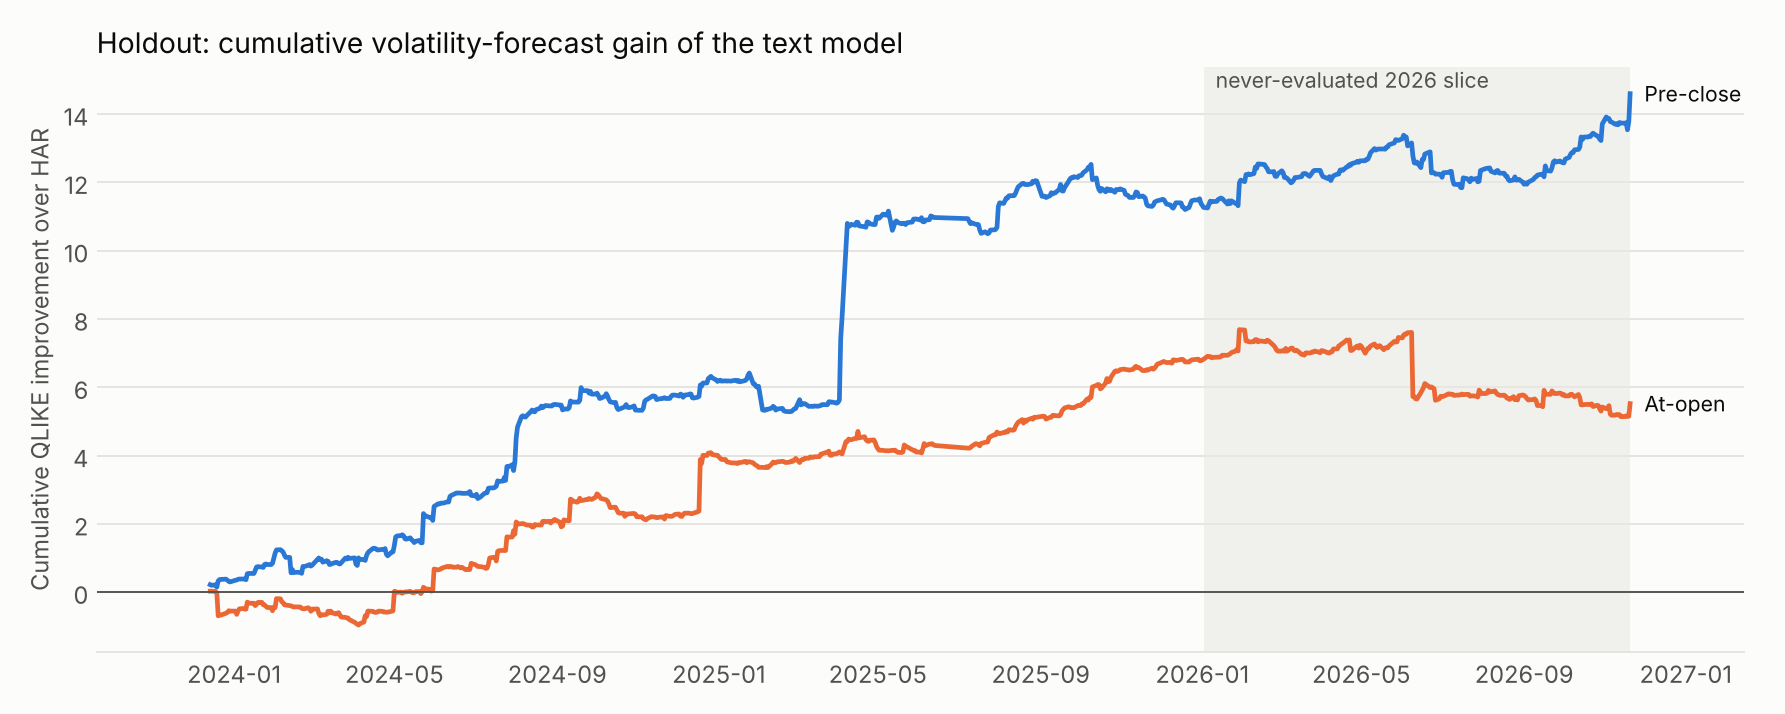 Holdout: cumulative volatility-forecast gain of the text model
never-evaluated 2026 slice
Pre-close
At-open
Cumulative QLIKE improvement over HAR
14
12
10
8
6
4
2
0
2024-01 2024-05 2024-09 2025-01 2025-05 2025-09 2026-01 2026-05 2026-09 2027-01